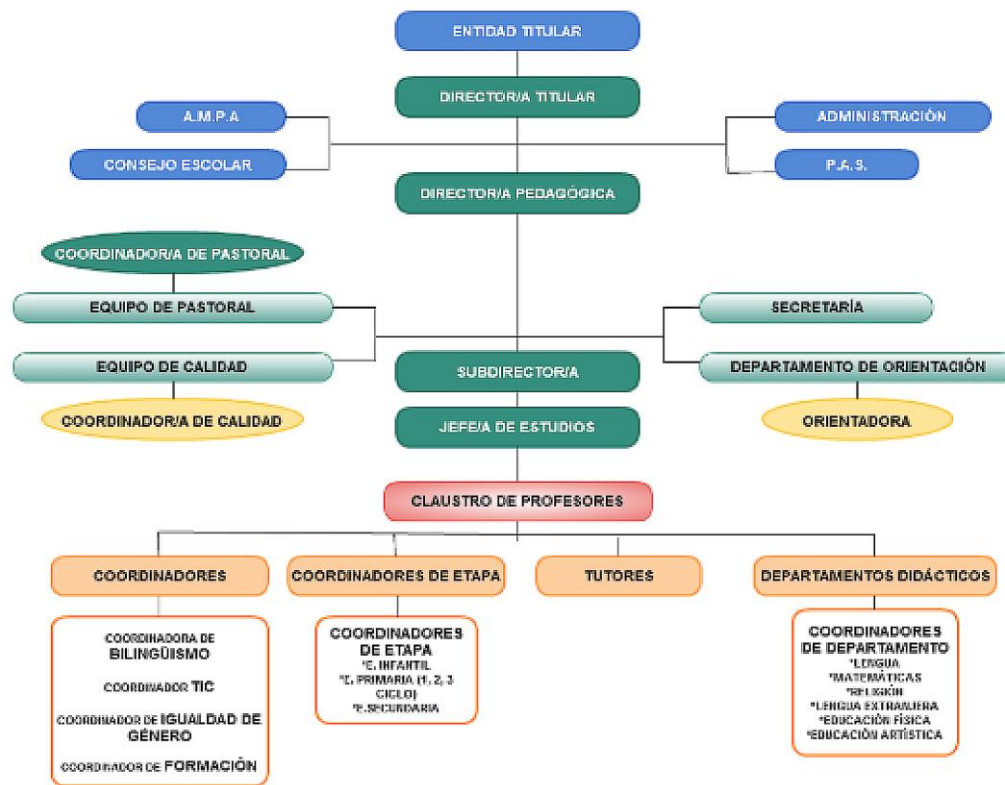 ENTIDAD TITULAR
DIRECTOR/A TITULAR
A.M.P.A
ADMINISTRACIÓN
CONSEJO ESCOLAR
P.A.S.
DIRECTOR/A PEDAGÓGICA
COORDINADOR/A DE PASTORAL
EQUIPO DE PASTORAL
SECRETARÍA
EQUIPO DE CALIDAD
SUBDIRECTOR/A
DEPARTAMENTO DE ORIENTACIÓN
COORDINADOR/A DE CALIDAD
JEFE/A DE ESTUDIOS
ORIENTADORA
CLAUSTRO DE PROFESORES
COORDINADORES
COORDINADORES DE ETAPA
TUTORES
DEPARTAMENTOS DIDÁCTICOS
COORDINADORA DE
BILINGÜISMO
COORDINADOR TIC
COORDINADOR DE IGUALDAD DE
GÉNERO
COORDINADOR DE FORMACIÓN
COORDINADORES
DE ETAPA
*E. INFANTIL
*E. PRIMARIA (1, 2, 3
CICLO)
*E.SECUNDARIA
COORDINADORES
DE DEPARTAMENTO
*LENGUA
*MATEMÁTICAS
*RELIGIÓN
*LENGUA EXTRANJERA
*EDUCACIÓN FÍSICA
*EDUCACIÓN ARTÍSTICA